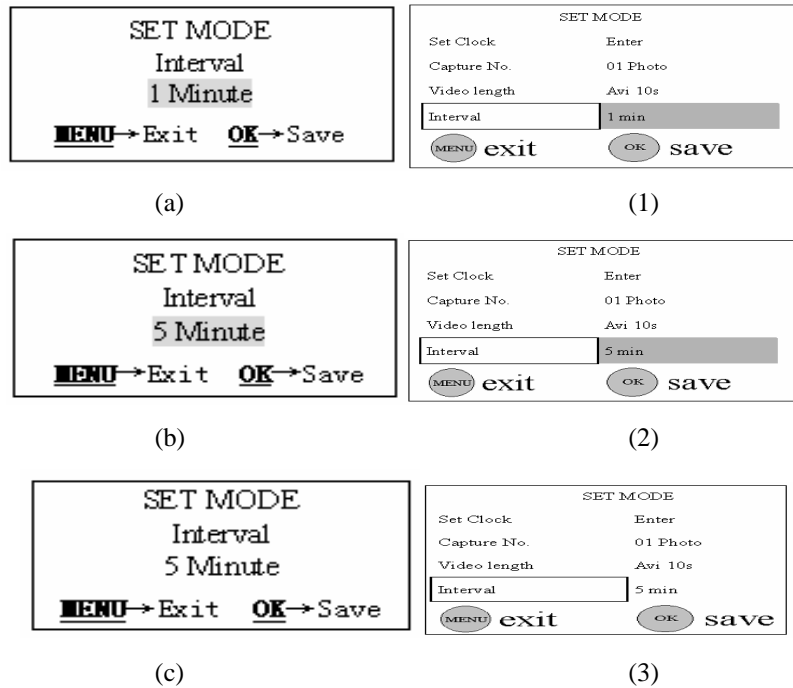 SET MODE
Interval
1 Minute
MENU→Exit OK→Save
(a)
SET MODE
Set Clock Enter
Capture No. 01 Photo
Video length Avi 10s
Interval 1 min
MENU exit OK save
(1)
SET MODE
Interval
5 Minute
MENU→Exit OK→Save
(b)
SET MODE
Set Clock Enter
Capture No. 01 Photo
Video length Avi 10s
Interval 5 min
MENU exit OK save
(2)
SET MODE
Interval
5 Minute
MENU→Exit OK→Save
(c)
SET MODE
Set Clock Enter
Capture No. 01 Photo
Video length Avi 10s
Interval 5 min
MENU exit OK save
(3)